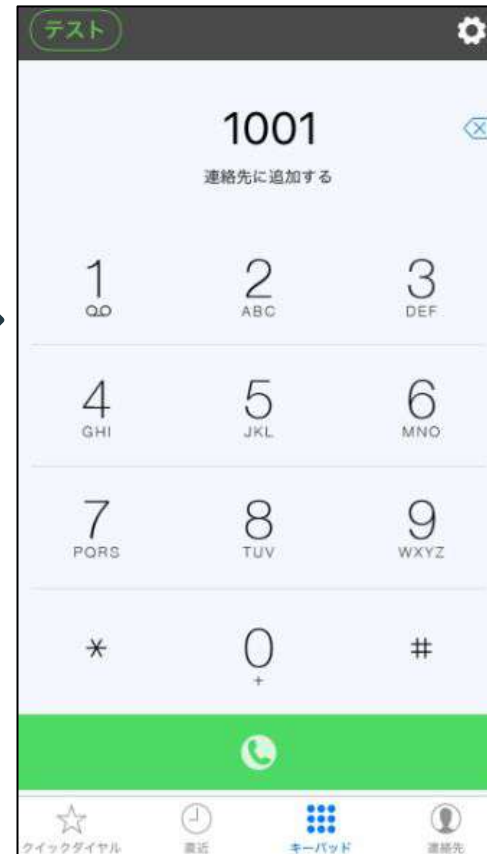 テスト
1001
連絡先に追加する
1 2 3
ABC DEF
4 5 6
GHI JKL MNO
7 8 9
PQRS TUV WXYZ
* 0 #
+
クイックダイヤル 直近 キーパッド 連絡先